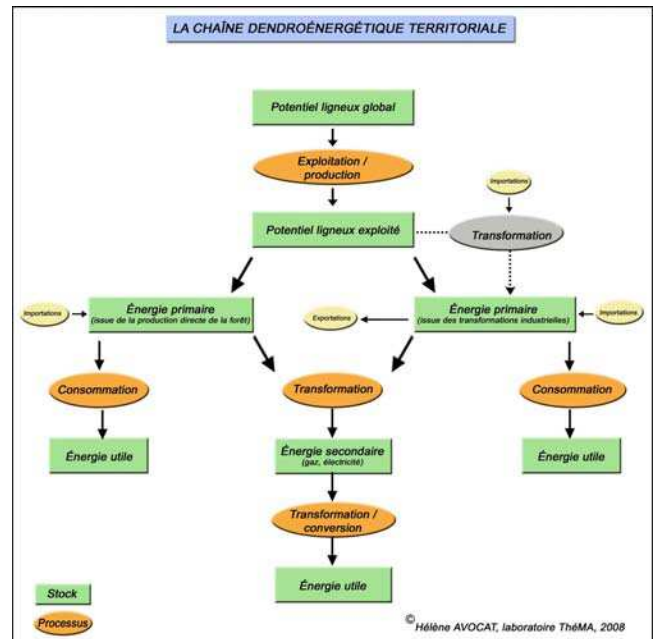 LA CHAÎNE DENDROÉNERGÉTIQUE TERRITORIALE
Potentiel ligneux global
Exploitation /
production
Importations
Potentiel ligneux exploité
Transformation
Importations
Énergie primaire
(issue de la production directe de la forêt)
Exportations
Énergie primaire
(issue des transformations industrielles)
Importations
Consommation
Transformation
Consommation
Énergie utile
Énergie secondaire
(gaz, électricité)
Énergie utile
Transformation /
conversion
Énergie utile
Stock
Processus
© Hélène AVOCAT, laboratoire ThéMA, 2008